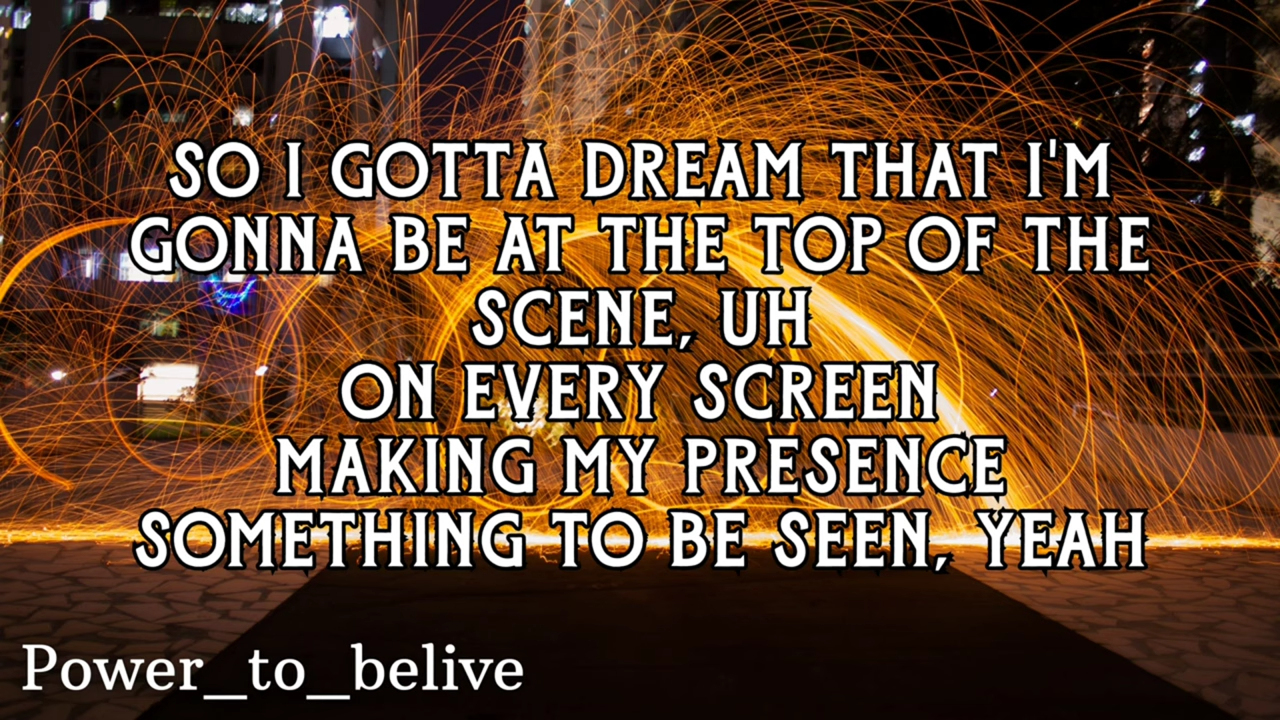 SO I GOTTA DREAM THAT I'M
GONNA BE AT THE TOP OF THE
SCENE, UH
ON EVERY SCREEN
MAKING MY PRESENCE
SOMETHING TO BE SEEN, YEAH
Power_to_belive